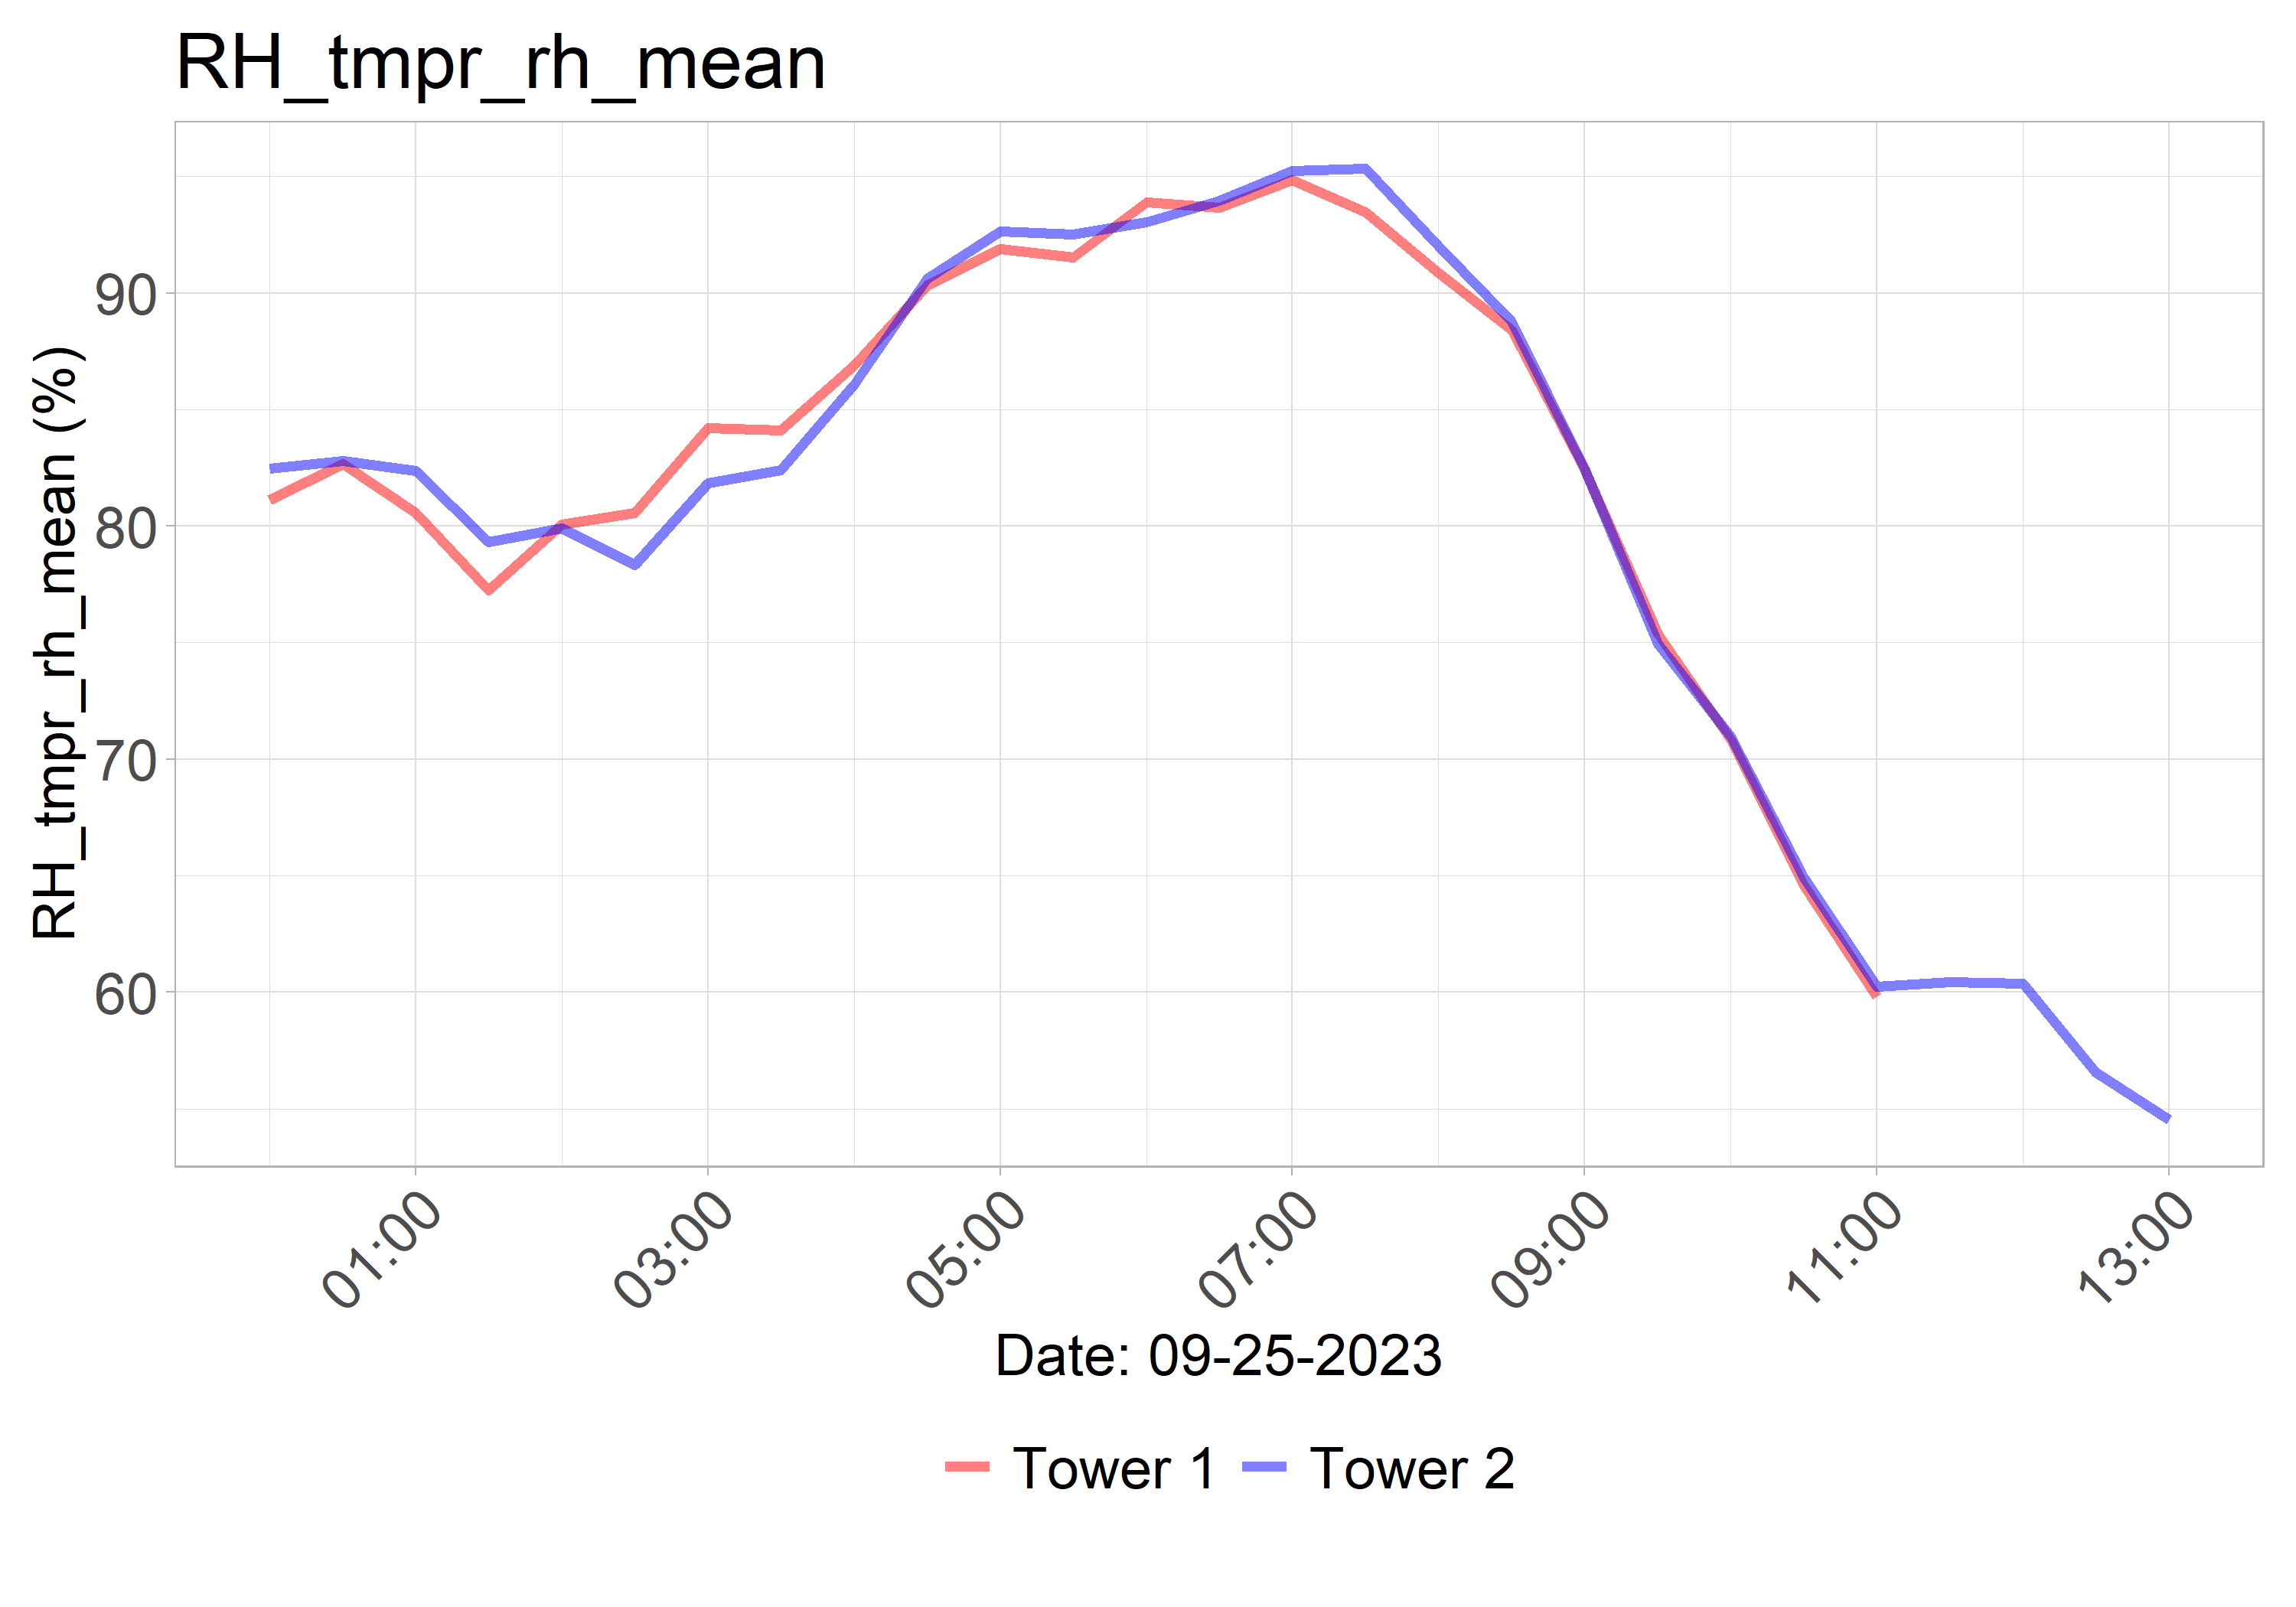 RH_tmpr_rh_mean
RH_tmpr_rh_mean (%)
90
80
70
60
01:00
03:00
05:00
07:00
09:00
11:00
13:00
Date: 09-25-2023
Tower 1
Tower 2